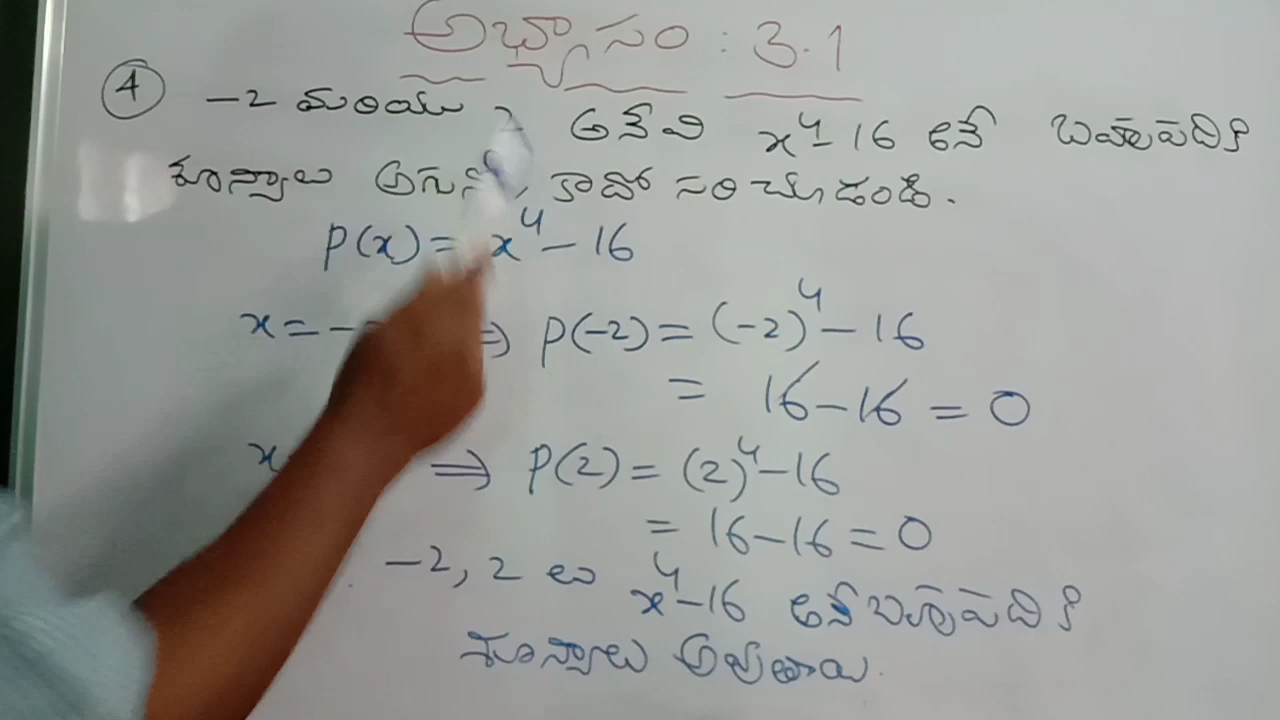 అభ్యాసం : 3.1
④ -2 మరియు 2 అనేవి x⁴-16 అనే బహుపదికి
శూన్యాలు అగునో, కాదో సరిచూడండి.
P(x) = x⁴-16
x = - ⇒ P(-2) = (-2)⁴-16
= 16-16 = 0
x ⇒ P(2) = (2)⁴-16
= 16-16 = 0
-2, 2 లు x⁴-16 అనే బహుపదికి
శూన్యాలు అవుతాయి.